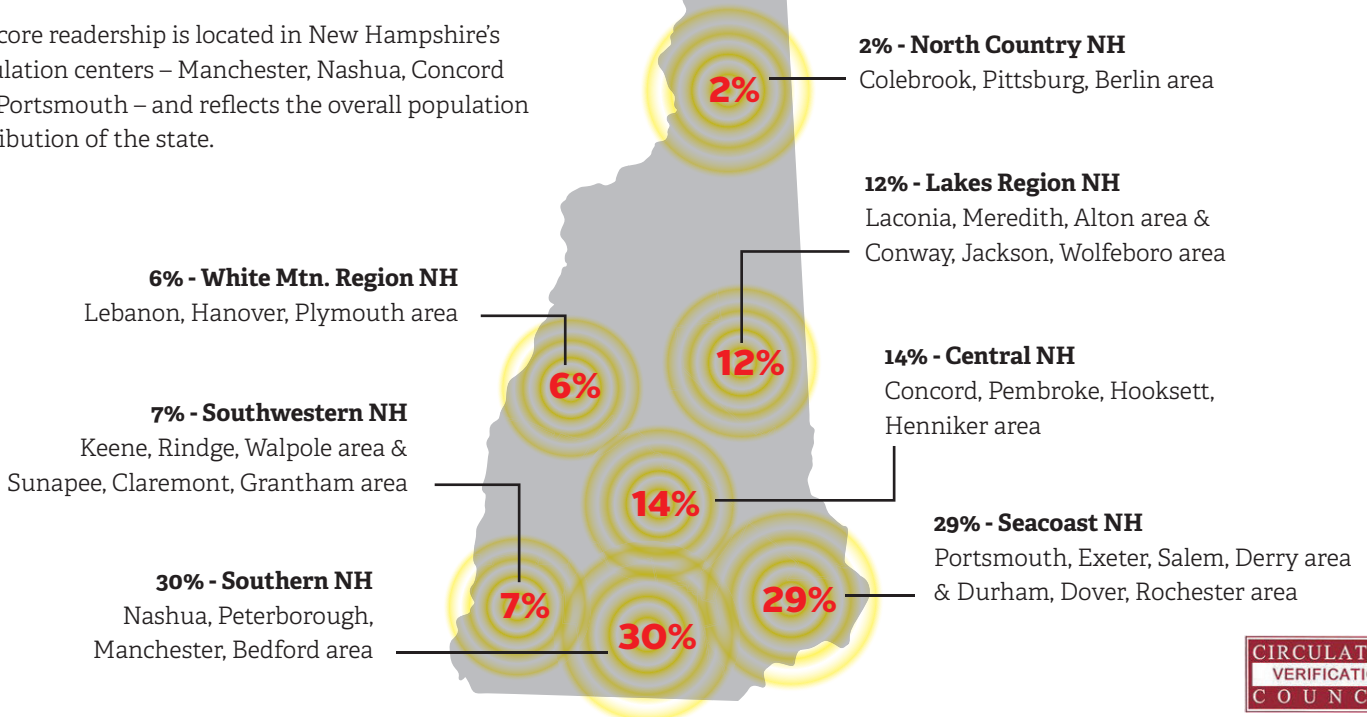 core readership is located in New Hampshire's
ulation centers – Manchester, Nashua, Concord
Portsmouth – and reflects the overall population
ibution of the state.
2% - North Country NH
Colebrook, Pittsburg, Berlin area
2%
12% - Lakes Region NH
Laconia, Meredith, Alton area &
Conway, Jackson, Wolfeboro area
12%
6% - White Mtn. Region NH
Lebanon, Hanover, Plymouth area
6%
14% - Central NH
Concord, Pembroke, Hooksett,
Henniker area
14%
7% - Southwestern NH
Keene, Rindge, Walpole area &
Sunapee, Claremont, Grantham area
7%
29% - Seacoast NH
Portsmouth, Exeter, Salem, Derry area
& Durham, Dover, Rochester area
29%
30% - Southern NH
Nashua, Peterborough,
Manchester, Bedford area
30%
CIRCULAT
VERIFICATI
COUNC